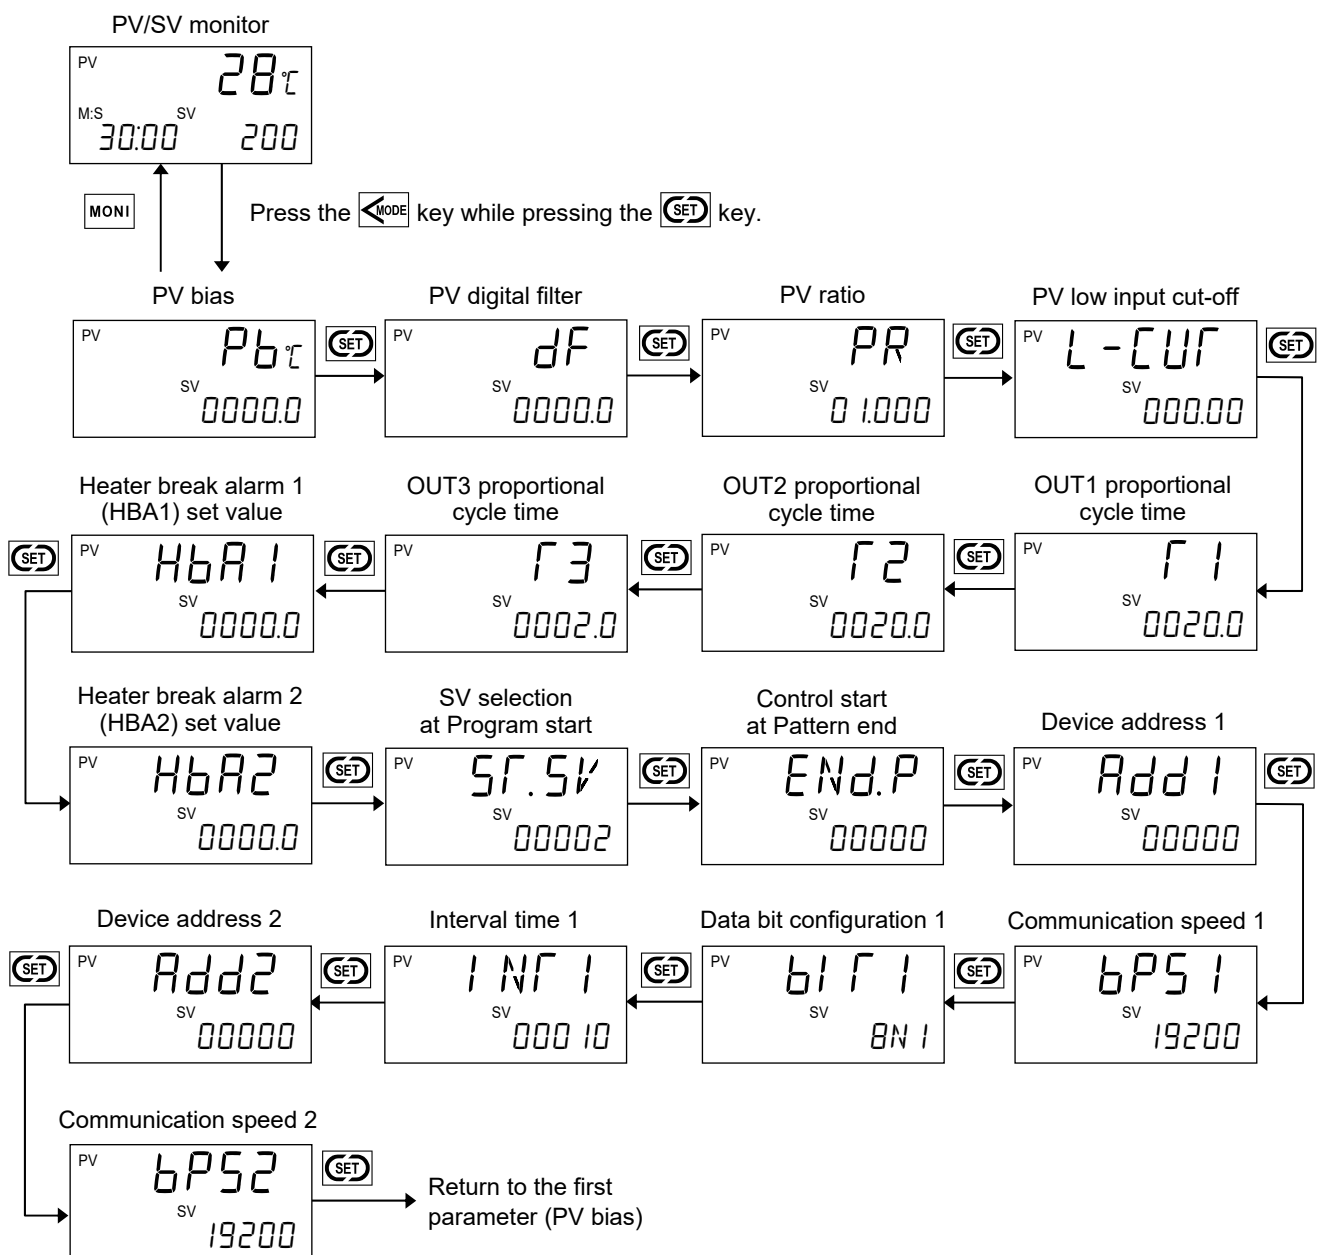 PV/SV monitor
PV 28℃
M:S 30:00 SV 200
MONI
Press the <MODE key while pressing the SET key.
PV bias
PV Pb℃
SV
0000.0
SET
PV digital filter
PV dF
SV
0000.0
SET
PV ratio
PV PR
SV
01.000
SET
PV low input cut-off
PV L-CUT
SV
000.00
SET
OUT1 proportional
cycle time
PV T1
SV
0020.0
SET
OUT2 proportional
cycle time
PV T2
SV
0020.0
SET
OUT3 proportional
cycle time
PV T3
SV
0002.0
SET
Heater break alarm 1
(HBA1) set value
PV HbA1
SV
0000.0
SET
Heater break alarm 2
(HBA2) set value
PV HbA2
SV
0000.0
SET
SV selection
at Program start
PV ST.SV
SV
00002
SET
Control start
at Pattern end
PV ENd.P
SV
00000
SET
Device address 1
PV Add1
SV
00000
SET
Communication speed 1
PV bPS1
SV
19200
SET
Data bit configuration 1
PV bIT1
SV
8N1
SET
Interval time 1
PV INT1
SV
00010
SET
Device address 2
PV Add2
SV
00000
SET
Communication speed 2
PV bPS2
SV
19200
SET
Return to the first
parameter (PV bias)